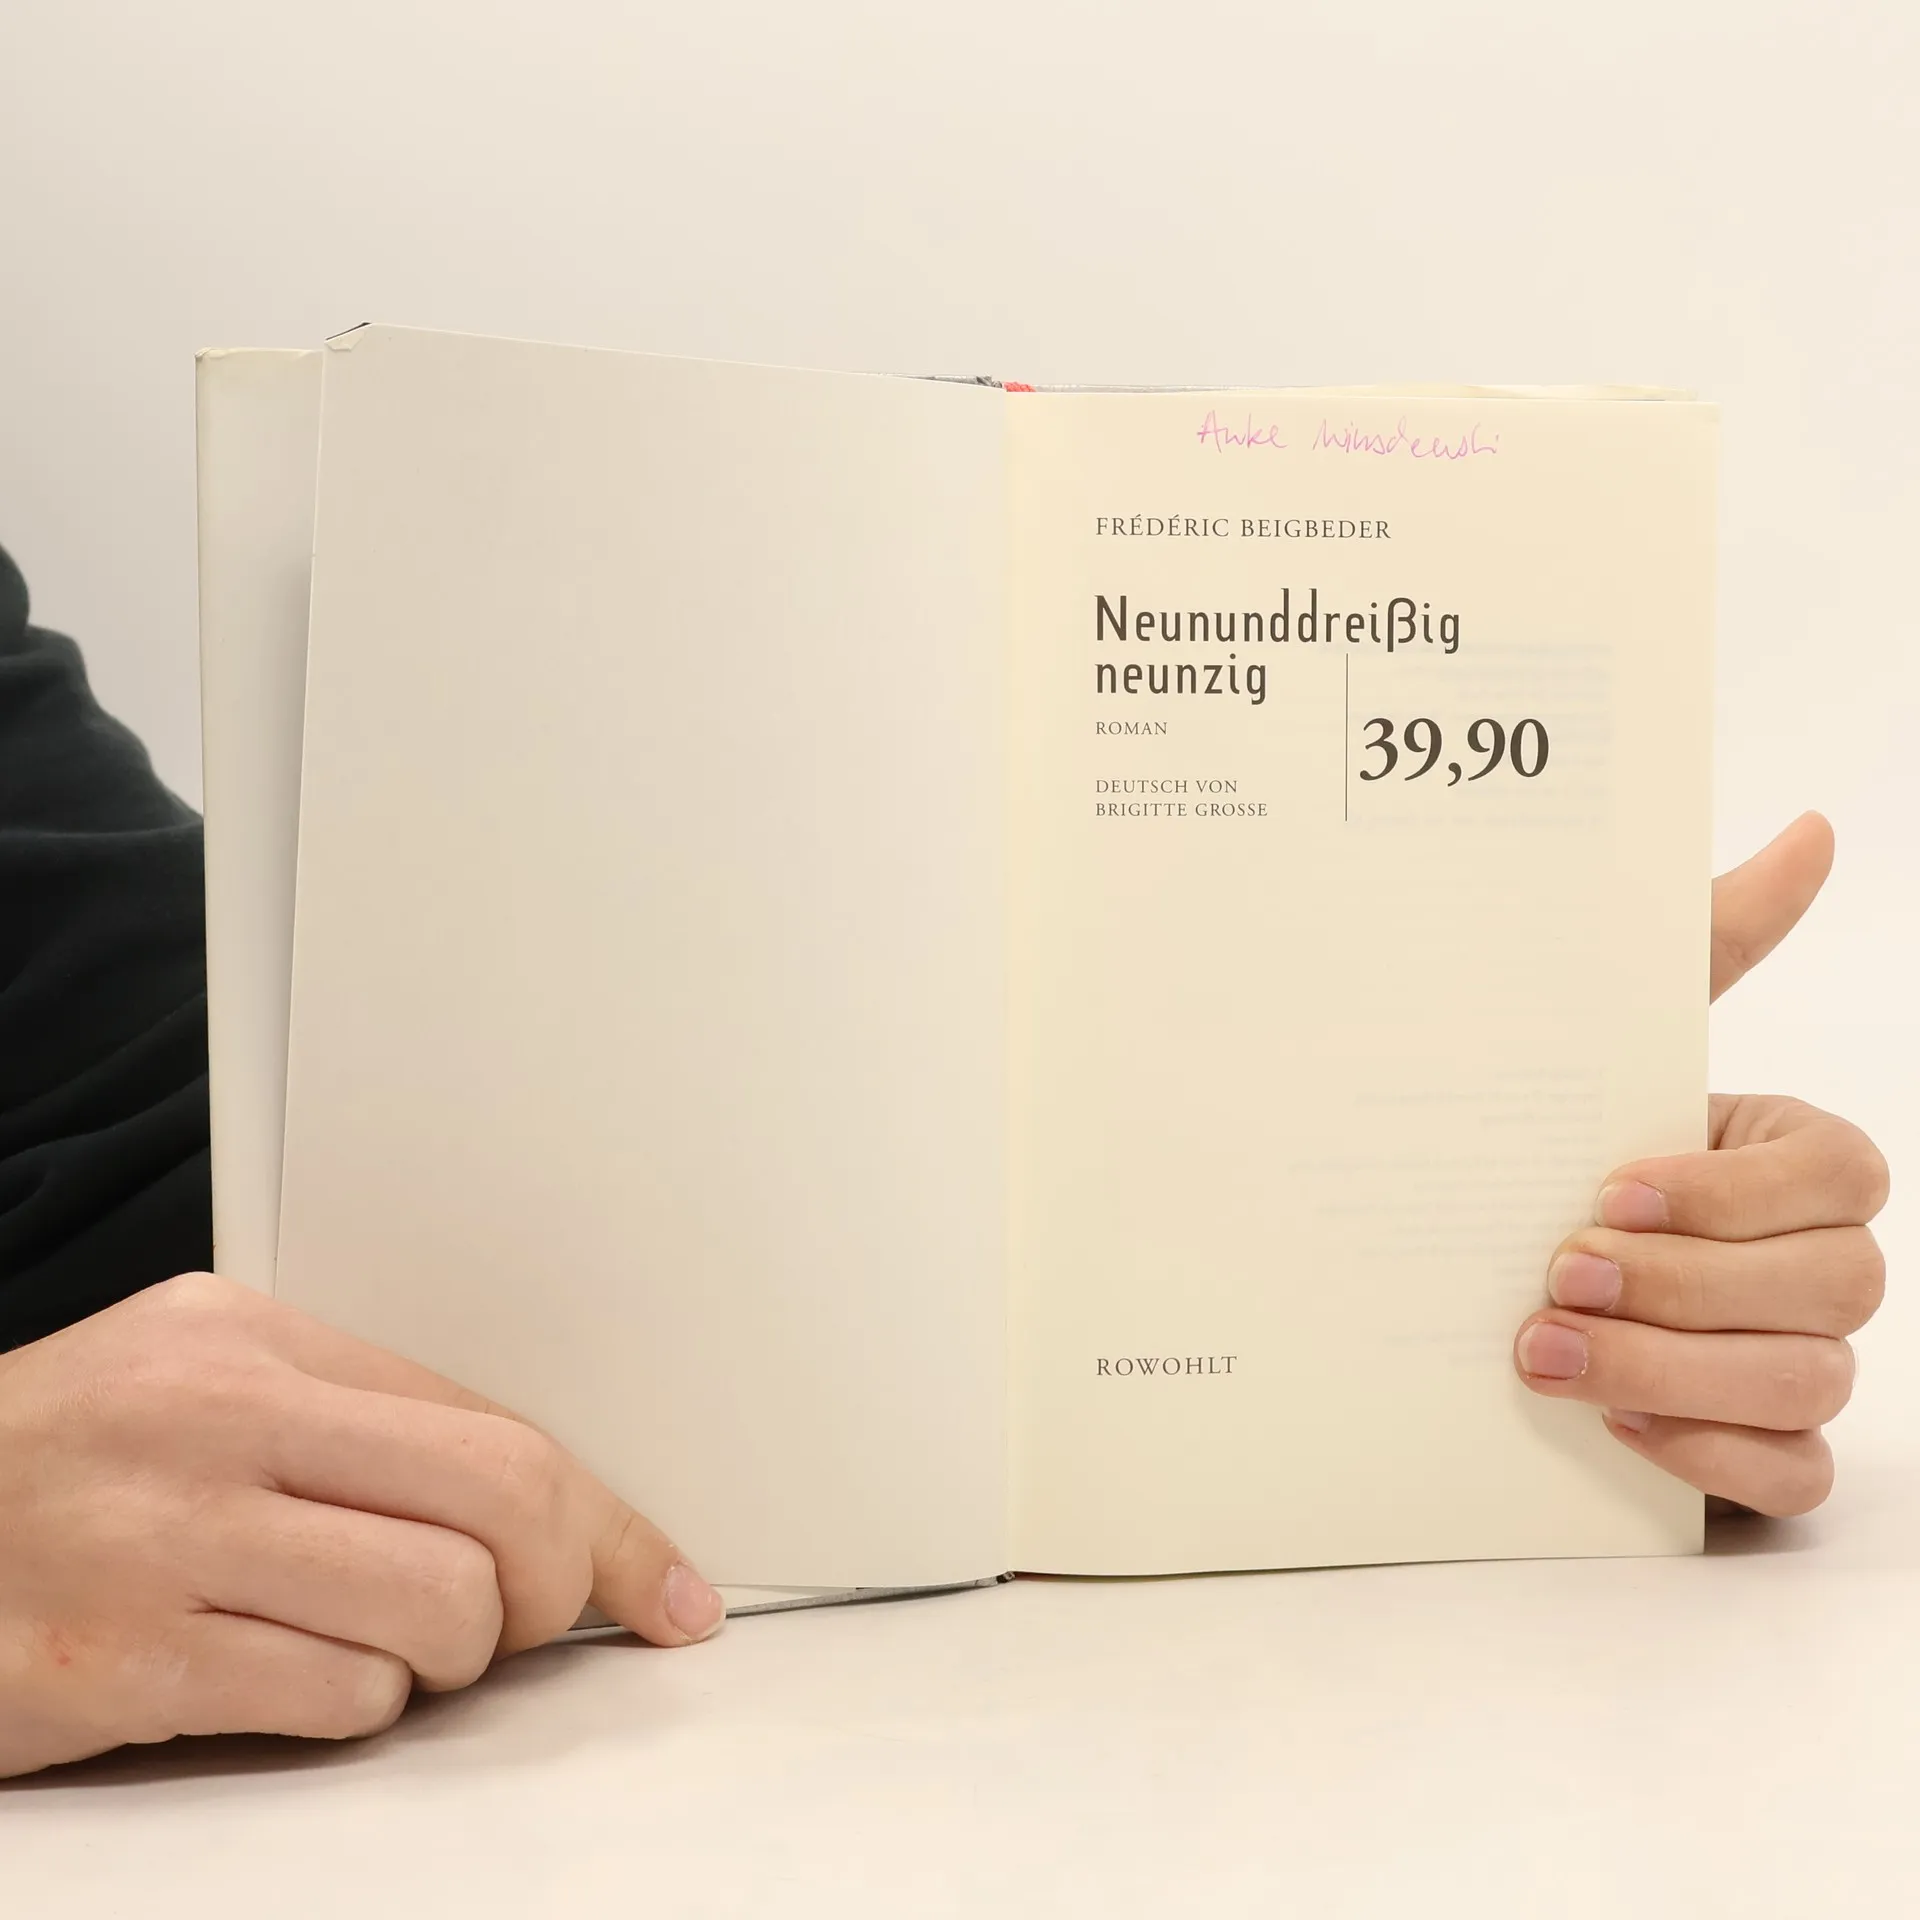 Anke
FRÉDÉRIC BEIGBEDER
Neununddreißig
neunzig
ROMAN
39,90
DEUTSCH VON
BRIGITTE GROSSE
ROWOHLT